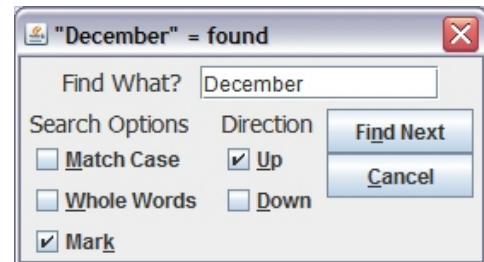 "December" = found
Find What? December
Search Options Direction
Find Next
Match Case Up
Cancel
Whole Words Down
Mark